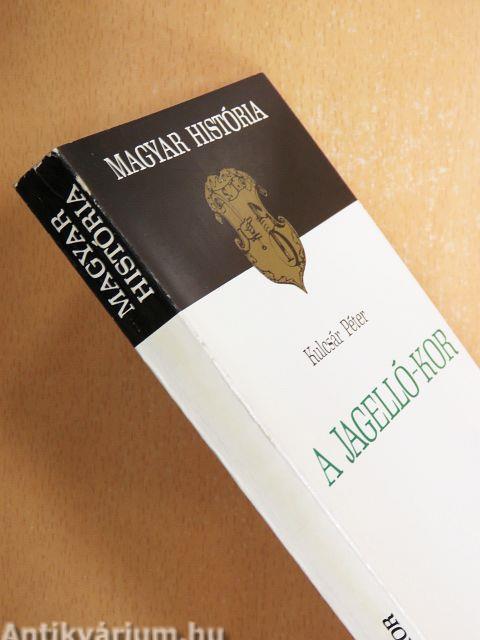 MAGYAR HISTÓRIA
Kulcsár Péter
A JAGELLÓ-KOR
MAGYAR
HISTÓRIA
KOR
Antikvárium.hu